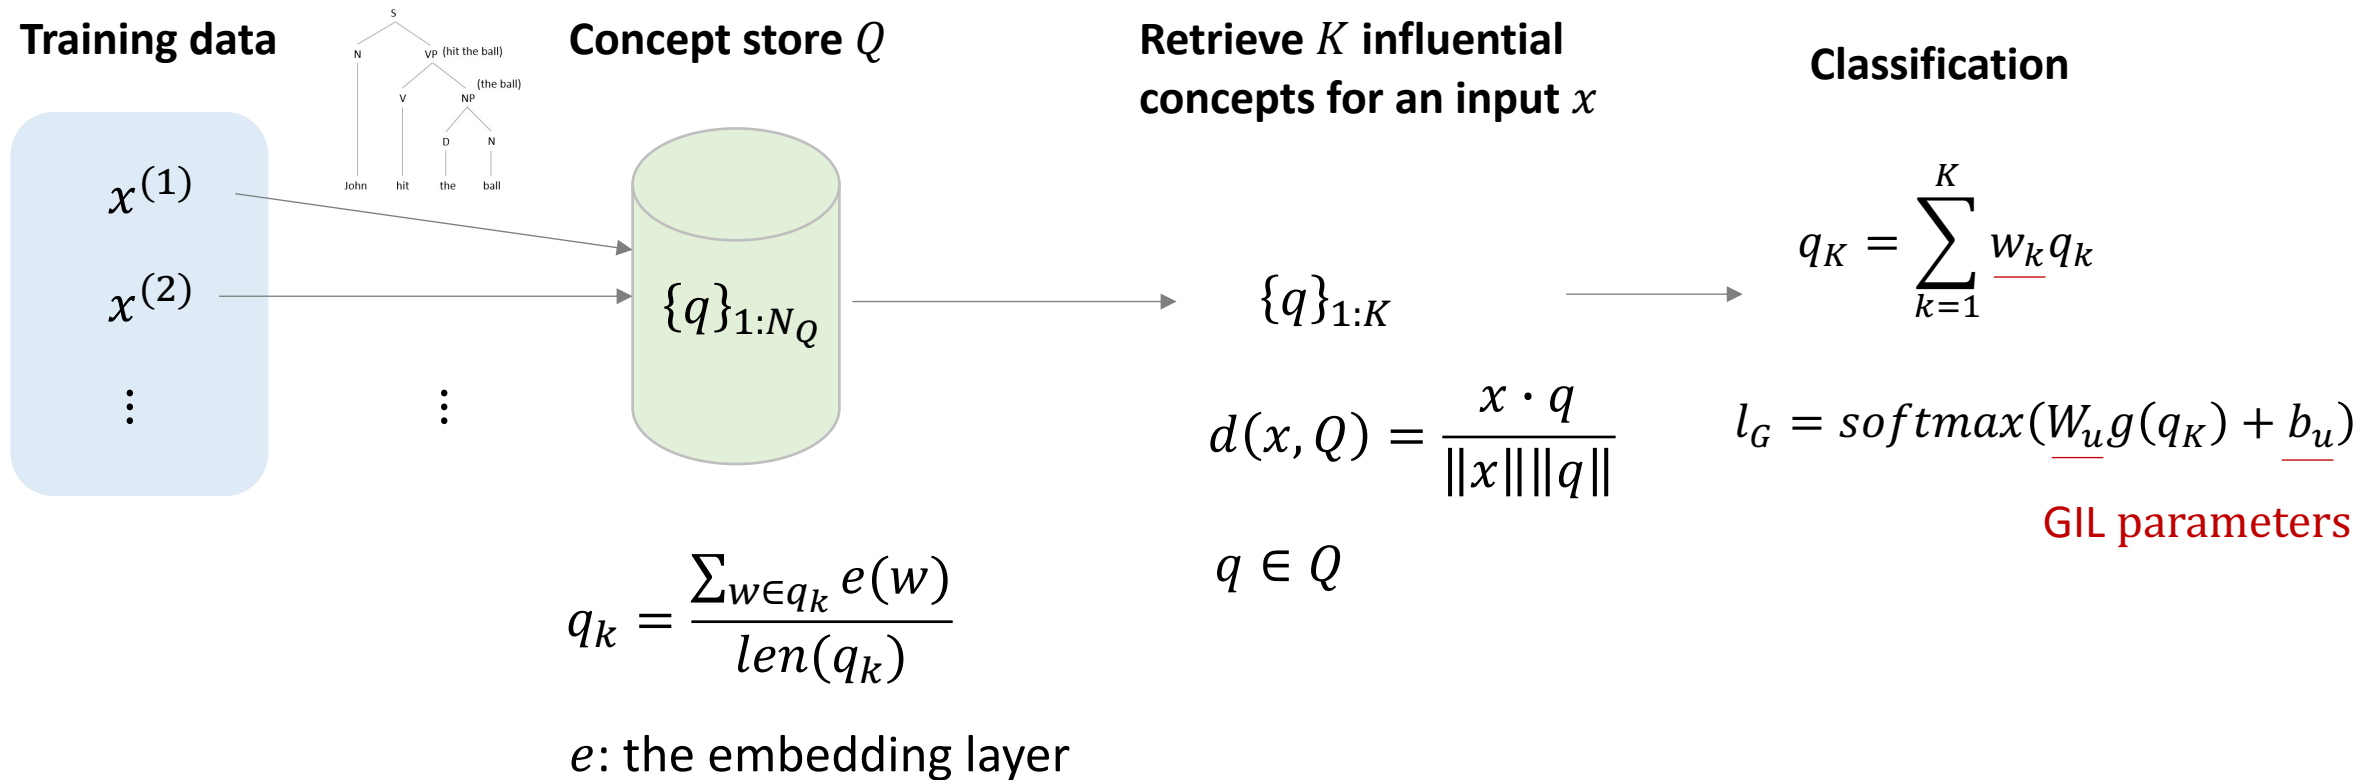 Training data
x^(1)
x^(2)
⋮
S
N
VP (hit the ball)
(the ball)
V
NP
D
N
John hit the ball
⋮
Concept store Q
{q}_{1:N_Q}
q_k = ∑_{w∈q_k} e(w) / len(q_k)
e: the embedding layer
Retrieve K influential
concepts for an input x
{q}_{1:K}
d(x, Q) = x · q / ‖x‖‖q‖
q ∈ Q
Classification
q_K = ∑_{k=1}^{K} w_k q_k
l_G = softmax(W_u g(q_K) + b_u)
GIL parameters